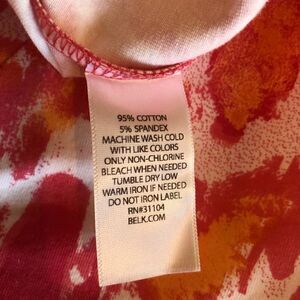 95% COTTON
5% SPANDEX
MACHINE WASH COLD
WITH LIKE COLORS
ONLY NON-CHLORINE
BLEACH WHEN NEEDED
TUMBLE DRY LOW
WARM IRON IF NEEDED
DO NOT IRON LABEL
RN#31104
BELK.COM